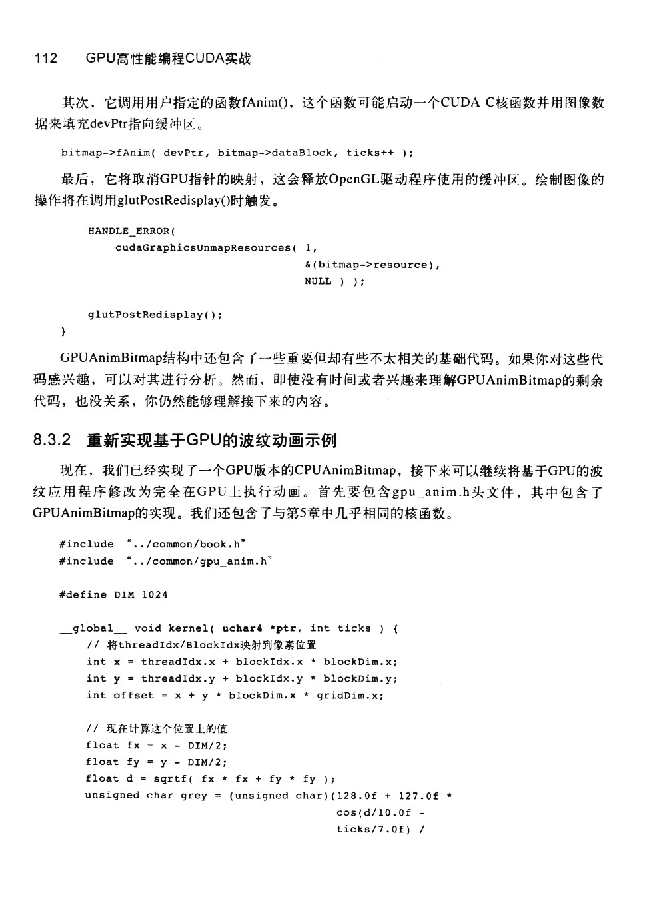 112 GPU高性能编程CUDA实战
其次，它调用用户指定的函数fAnim()，这个函数可能启动一个CUDA C核函数并用图像数
据来填充devPtr指向缓冲区。
bitmap->fAnim( devPtr, bitmap->dataBlock, ticks++ );
最后，它将取消GPU指针的映射，这会释放OpenGL驱动程序使用的缓冲区。绘制图像的
操作将在调用glutPostRedisplay()时触发。
HANDLE_ERROR(
cudaGraphicsUnmapResources( 1,
&(bitmap->resource),
NULL ) );
glutPostRedisplay();
}
GPUAnimBitmap结构中还包含了一些重要但却有些不太相关的基础代码。如果你对这些代
码感兴趣，可以对其进行分析。然而，即使没有时间或者兴趣来理解GPUAnimBitmap的剩余
代码，也没关系，你仍然能够理解接下来的内容。
8.3.2 重新实现基于GPU的波纹动画示例
现在，我们已经实现了一个GPU版本的CPUAnimBitmap，接下来可以继续将基于GPU的波
纹应用程序修改为完全在GPU上执行动画。首先要包含gpu_anim.h头文件，其中包含了
GPUAnimBitmap的实现。我们还包含了与第5章中几乎相同的核函数。
#include “../common/book.h”
#include “../common/gpu_anim.h”
#define DIM 1024
__global__ void kernel( uchar4 *ptr, int ticks ) {
// 将threadIdx/BlockIdx映射到像素位置
int x = threadIdx.x + blockIdx.x * blockDim.x;
int y = threadIdx.y + blockIdx.y * blockDim.y;
int offset = x + y * blockDim.x * gridDim.x;
// 现在计算这个位置上的值
float fx = x - DIM/2;
float fy = y - DIM/2;
float d = sqrtf( fx * fx + fy * fy );
unsigned char grey = (unsigned char)(128.0f + 127.0f *
cos(d/10.0f -
ticks/7.0f) /